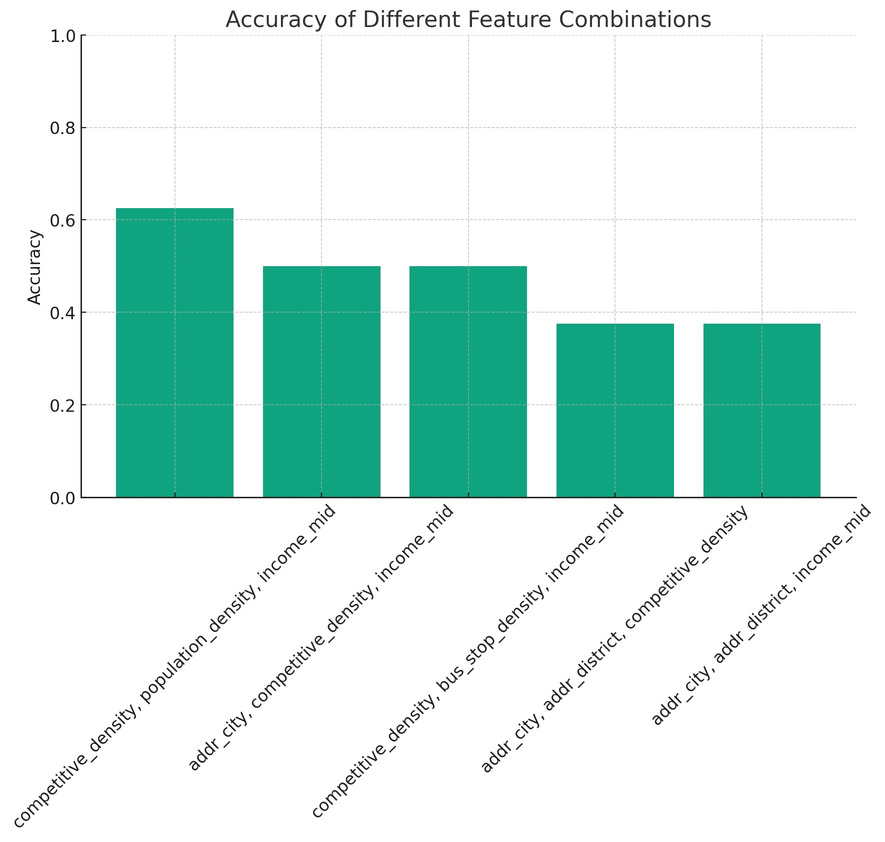 Accuracy of Different Feature Combinations
1.0
0.8
0.6
0.4
0.2
0.0
Accuracy
competitive_density, population_density, income_mid
addr_city, competitive_density, income_mid
competitive_density, bus_stop_density, income_mid
addr_city, addr_district, competitive_density
addr_city, addr_district, income_mid